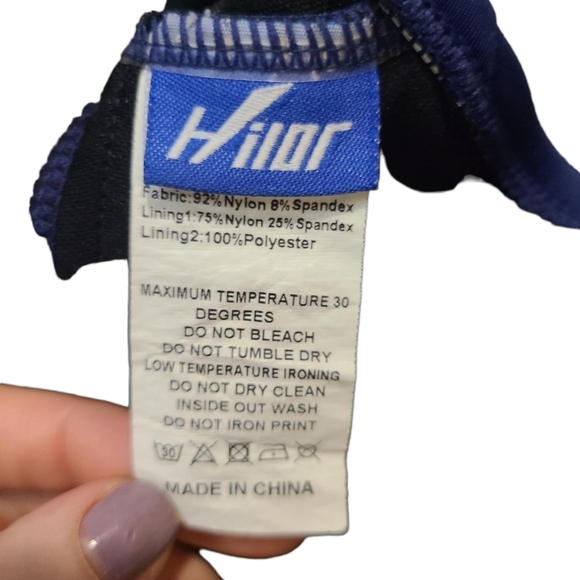 Hilor
Fabric:92%Nylon 8%Spandex
Lining1:75%Nylon 25%Spandex
Lining2:100%Polyester
MAXIMUM TEMPERATURE 30
DEGREES
DO NOT BLEACH
DO NOT TUMBLE DRY
LOW TEMPERATURE IRONING
DO NOT DRY CLEAN
INSIDE OUT WASH
DO NOT IRON PRINT
MADE IN CHINA